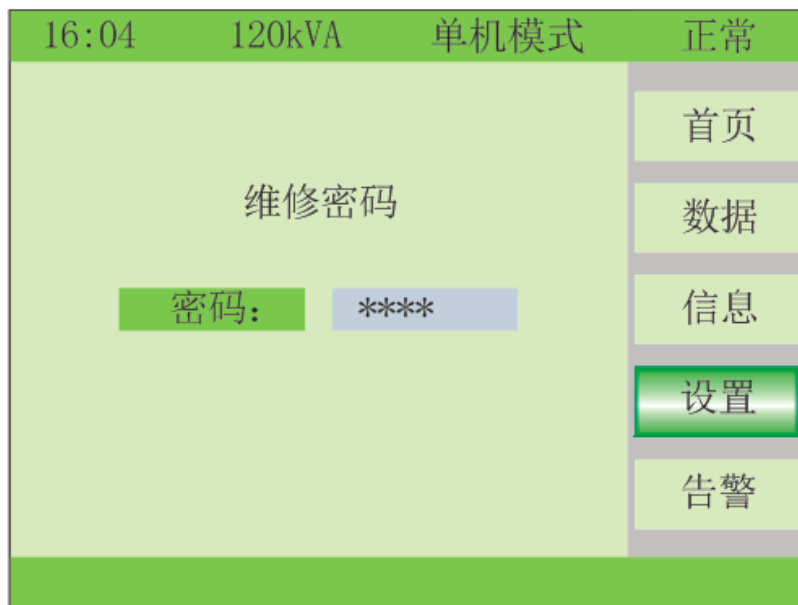 16:04 120kVA 单机模式 正常
首页
维修密码
数据
密码： ****
信息
设置
告警